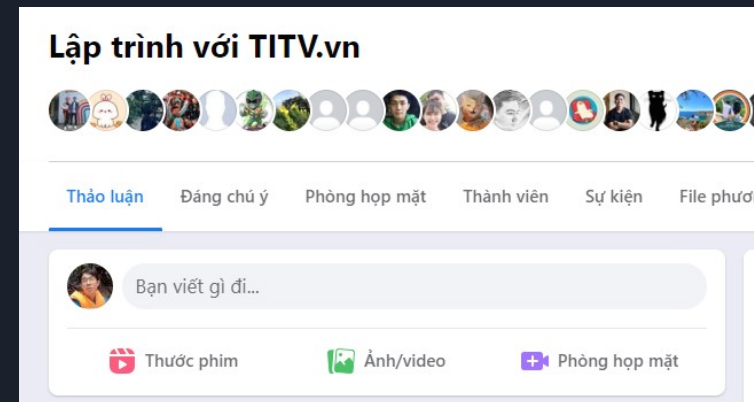 Lập trình với TITV.vn
Thảo luận Đáng chú ý Phòng họp mặt Thành viên Sự kiện File
Bạn viết gì đi...
Thước phim Ảnh/video Phòng họp mặt